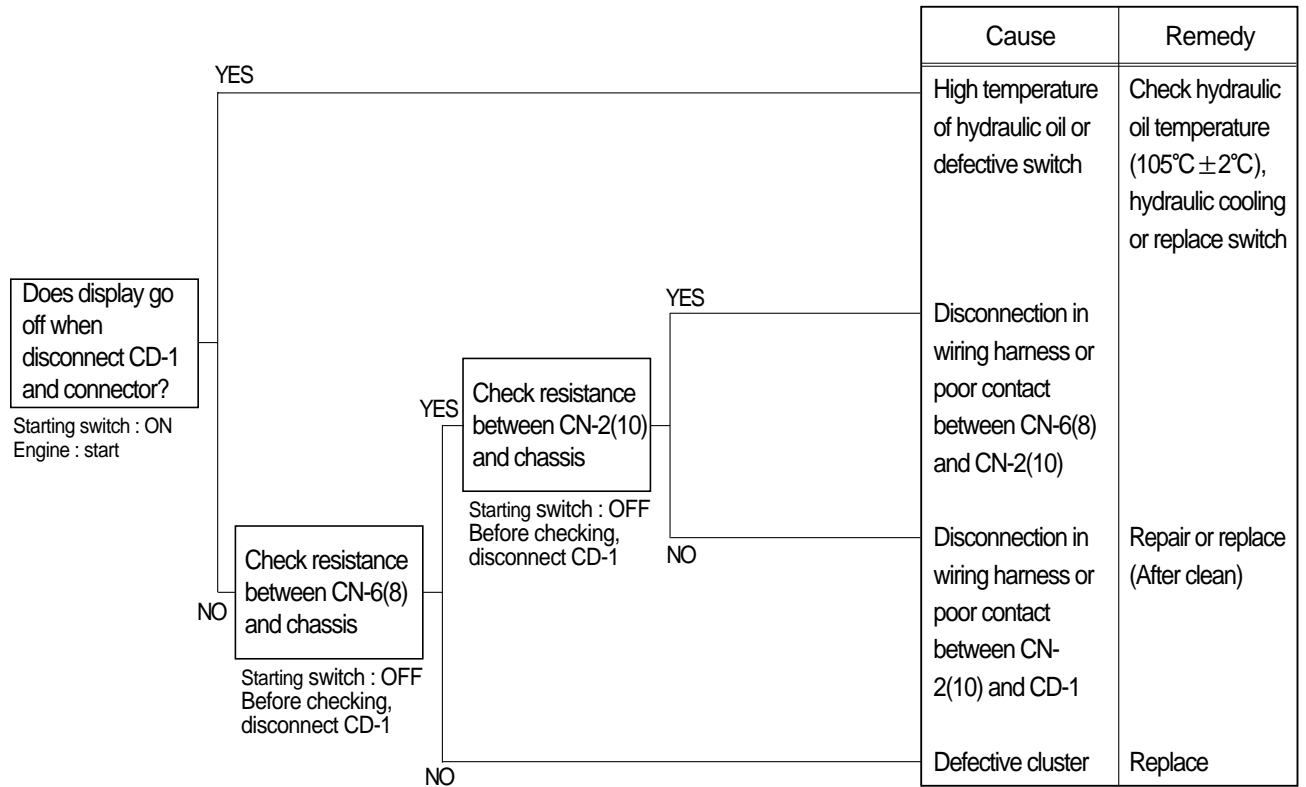 Cause
Remedy
YES
High temperature
of hydraulic oil or
defective switch
Check hydraulic
oil temperature
(105℃±2℃),
hydraulic cooling
or replace switch
Does display go
off when
disconnect CD-1
and connector?
Starting switch : ON
Engine : start
YES
Disconnection in
wiring harness or
poor contact
between CN-6(8)
and CN-2(10)
YES
Check resistance
between CN-2(10)
and chassis
Starting switch : OFF
Before checking,
disconnect CD-1
NO
Disconnection in
wiring harness or
poor contact
between CN-
2(10) and CD-1
Repair or replace
(After clean)
NO
Check resistance
between CN-6(8)
and chassis
Starting switch : OFF
Before checking,
disconnect CD-1
NO
Defective cluster
Replace